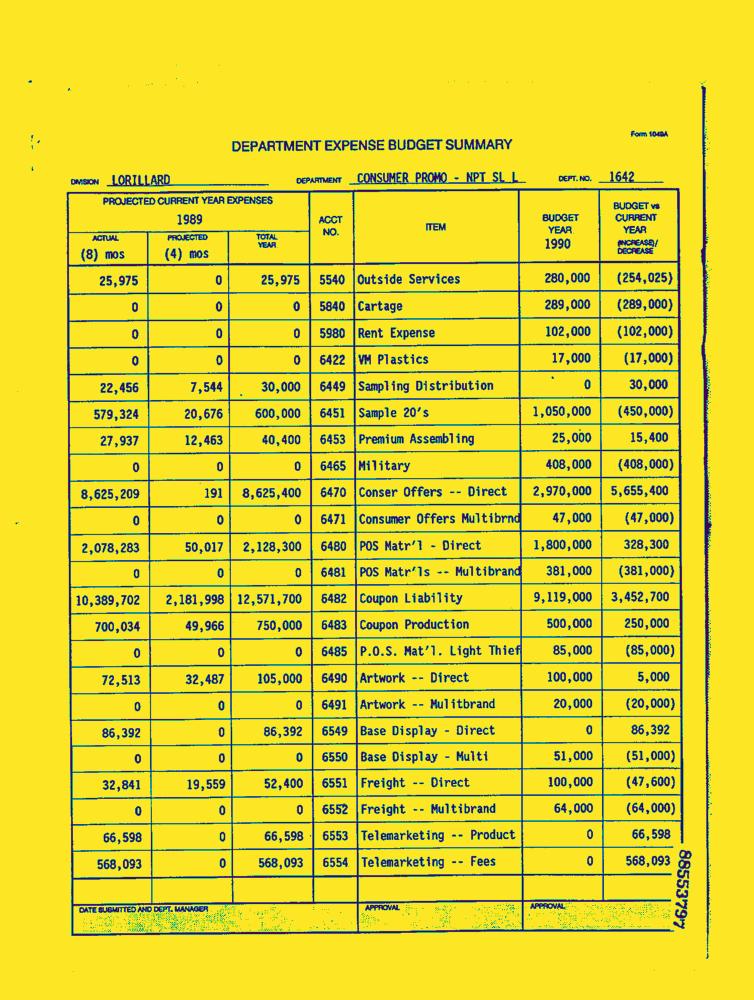 Form 1049A
DEPARTMENT EXPENSE BUDGET SUMMARY
DIVISION LORILLARD DEPARTMENT CONSUMER PROMO - NPT SL L DEPT. NO. 1642
PROJECTED CURRENT YEAR EXPENSES
1989
ACTUAL (8) mos PROJECTED (4) mos TOTAL YEAR ACCT NO. ITEM BUDGET YEAR 1990 BUDGET vs CURRENT YEAR (INCREASE)/ DECREASE
25,975 0 25,975 5540 Outside Services 280,000 (254,025)
0 0 0 5840 Cartage 289,000 (289,000)
0 0 0 5980 Rent Expense 102,000 (102,000)
0 0 0 6422 VM Plastics 17,000 (17,000)
22,456 7,544 30,000 6449 Sampling Distribution 0 30,000
579,324 20,676 600,000 6451 Sample 20's 1,050,000 (450,000)
27,937 12,463 40,400 6453 Premium Assembling 25,000 15,400
0 0 0 6465 Military 408,000 (408,000)
8,625,209 191 8,625,400 6470 Conser Offers -- Direct 2,970,000 5,655,400
0 0 0 6471 Consumer Offers Multibrnd 47,000 (47,000)
2,078,283 50,017 2,128,300 6480 POS Matr'l - Direct 1,800,000 328,300
0 0 0 6481 POS Matr'ls -- Multibrand 381,000 (381,000)
10,389,702 2,181,998 12,571,700 6482 Coupon Liability 9,119,000 3,452,700
700,034 49,966 750,000 6483 Coupon Production 500,000 250,000
0 0 0 6485 P.O.S. Mat'l. Light Thief 85,000 (85,000)
72,513 32,487 105,000 6490 Artwork -- Direct 100,000 5,000
0 0 0 6491 Artwork -- Mulitbrand 20,000 (20,000)
86,392 0 86,392 6549 Base Display - Direct 0 86,392
0 0 0 6550 Base Display - Multi 51,000 (51,000)
32,841 19,559 52,400 6551 Freight -- Direct 100,000 (47,600)
0 0 0 6552 Freight -- Multibrand 64,000 (64,000)
66,598 0 66,598 6553 Telemarketing -- Product 0 66,598
568,093 0 568,093 6554 Telemarketing -- Fees 0 568,093
DATE SUBMITTED AND DEPT. MANAGER APPROVAL APPROVAL
88553797